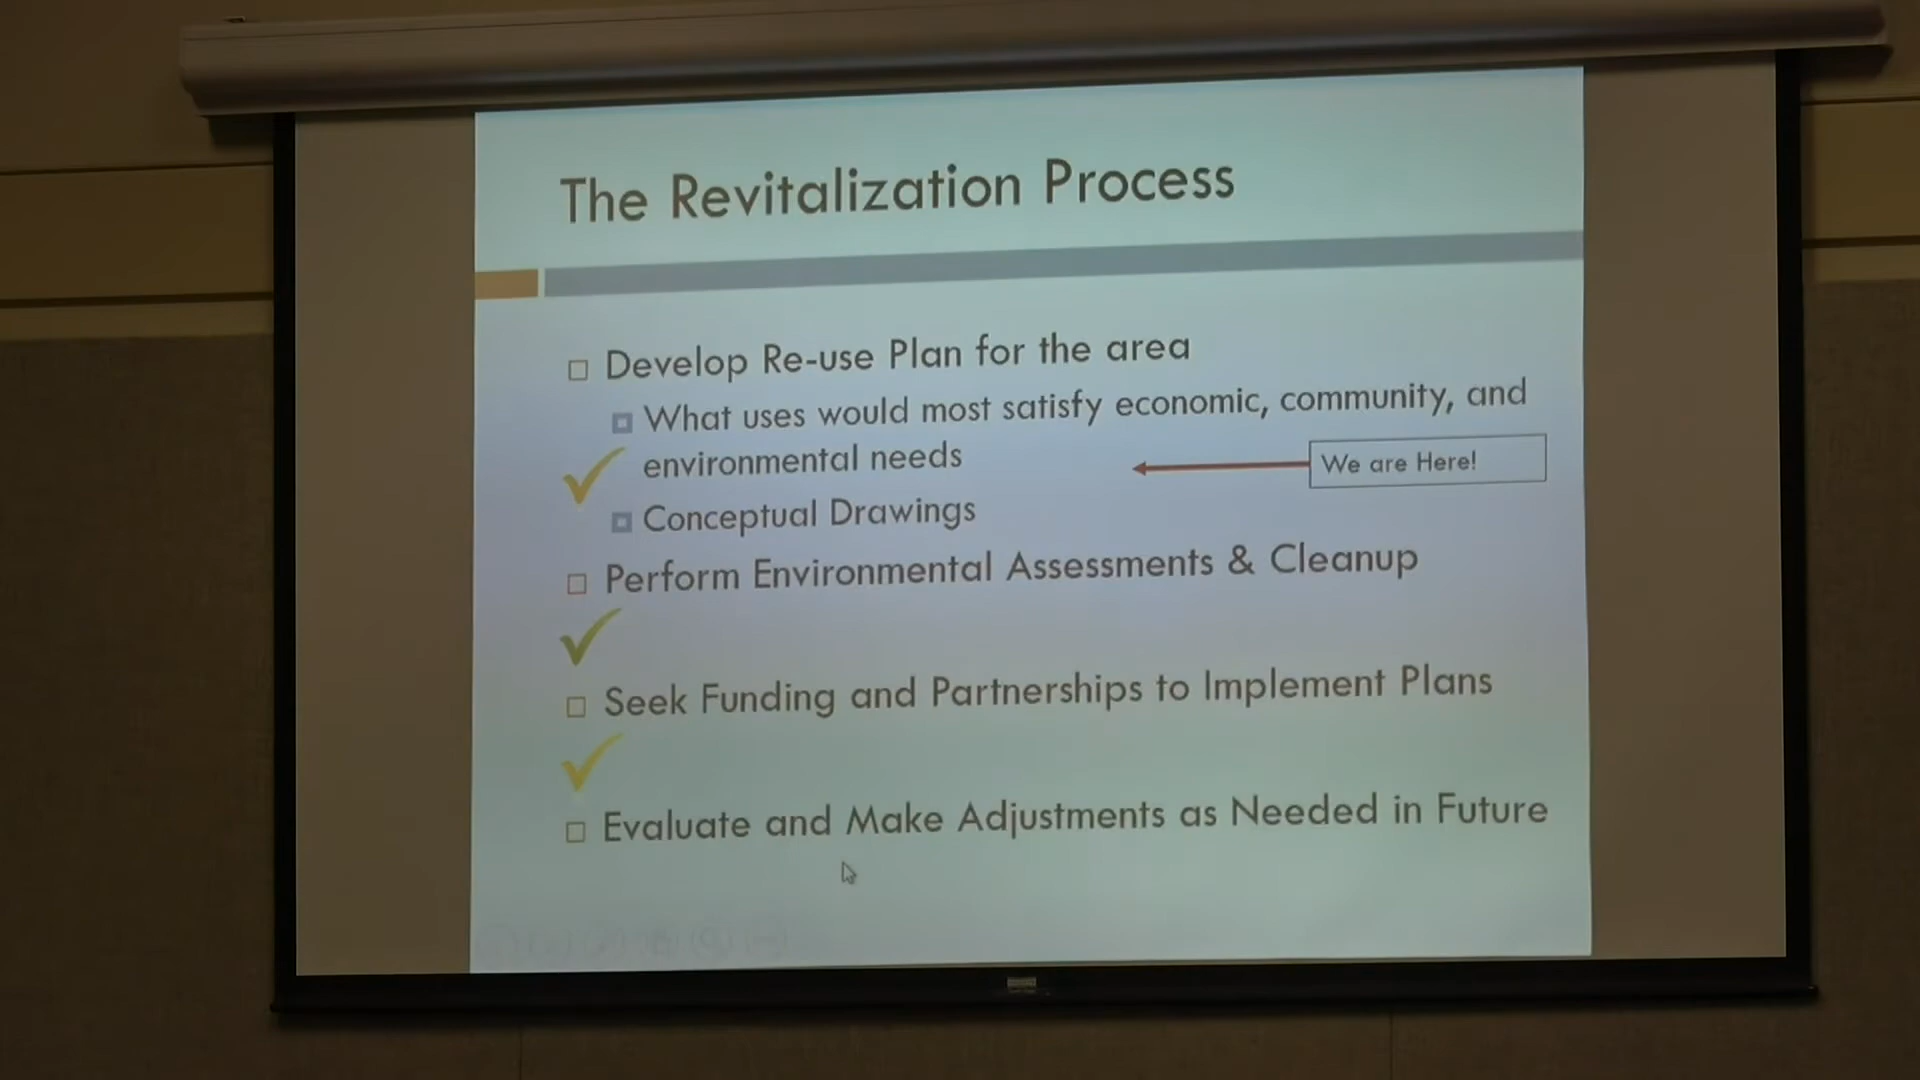 The Revitalization Process
Develop Re-use Plan for the area
What uses would most satisfy economic, community, and
environmental needs
We are Here!
Conceptual Drawings
Perform Environmental Assessments & Cleanup
Seek Funding and Partnerships to Implement Plans
Evaluate and Make Adjustments as Needed in Future